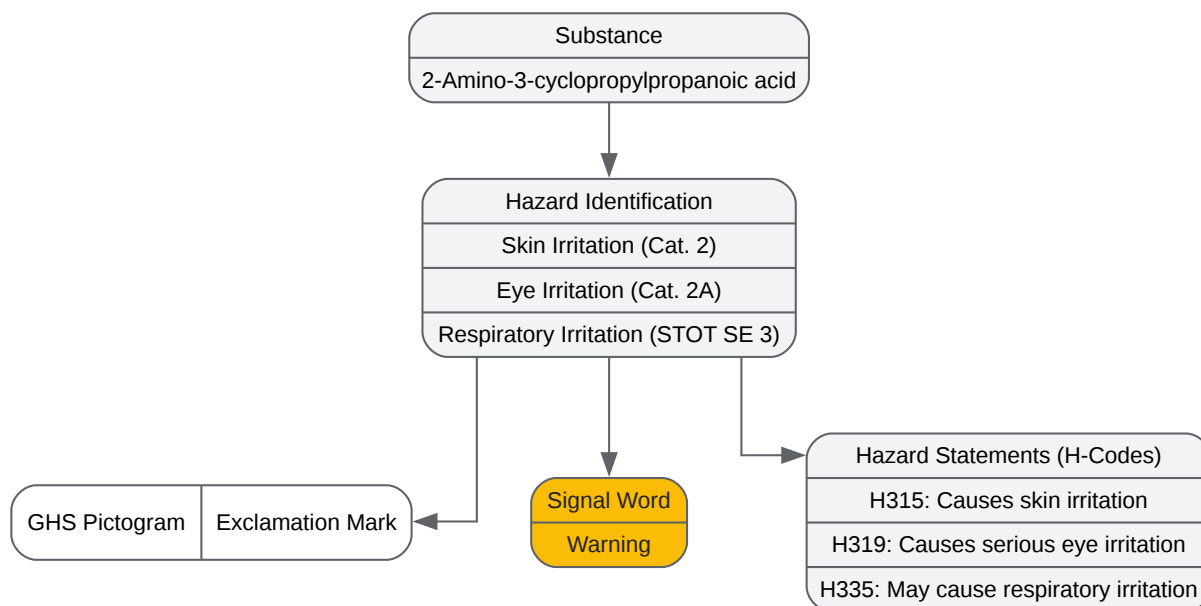 Substance
2-Amino-3-cyclopropylpropanoic acid
Hazard Identification
Skin Irritation (Cat. 2)
Eye Irritation (Cat. 2A)
Respiratory Irritation (STOT SE 3)
GHS Pictogram
Exclamation Mark
Signal Word
Warning
Hazard Statements (H-Codes)
H315: Causes skin irritation
H319: Causes serious eye irritation
H335: May cause respiratory irritation